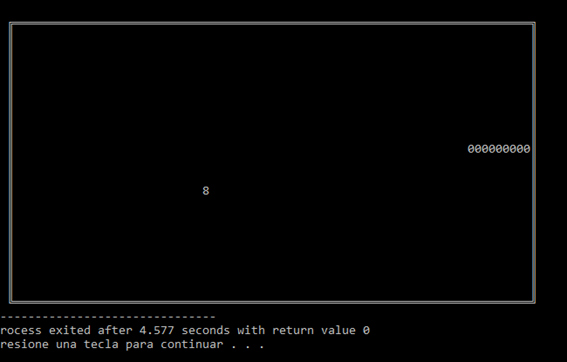 000000000
8
------------------------------
rocess exited after 4.577 seconds with return value 0
resione una tecla para continuar . . .